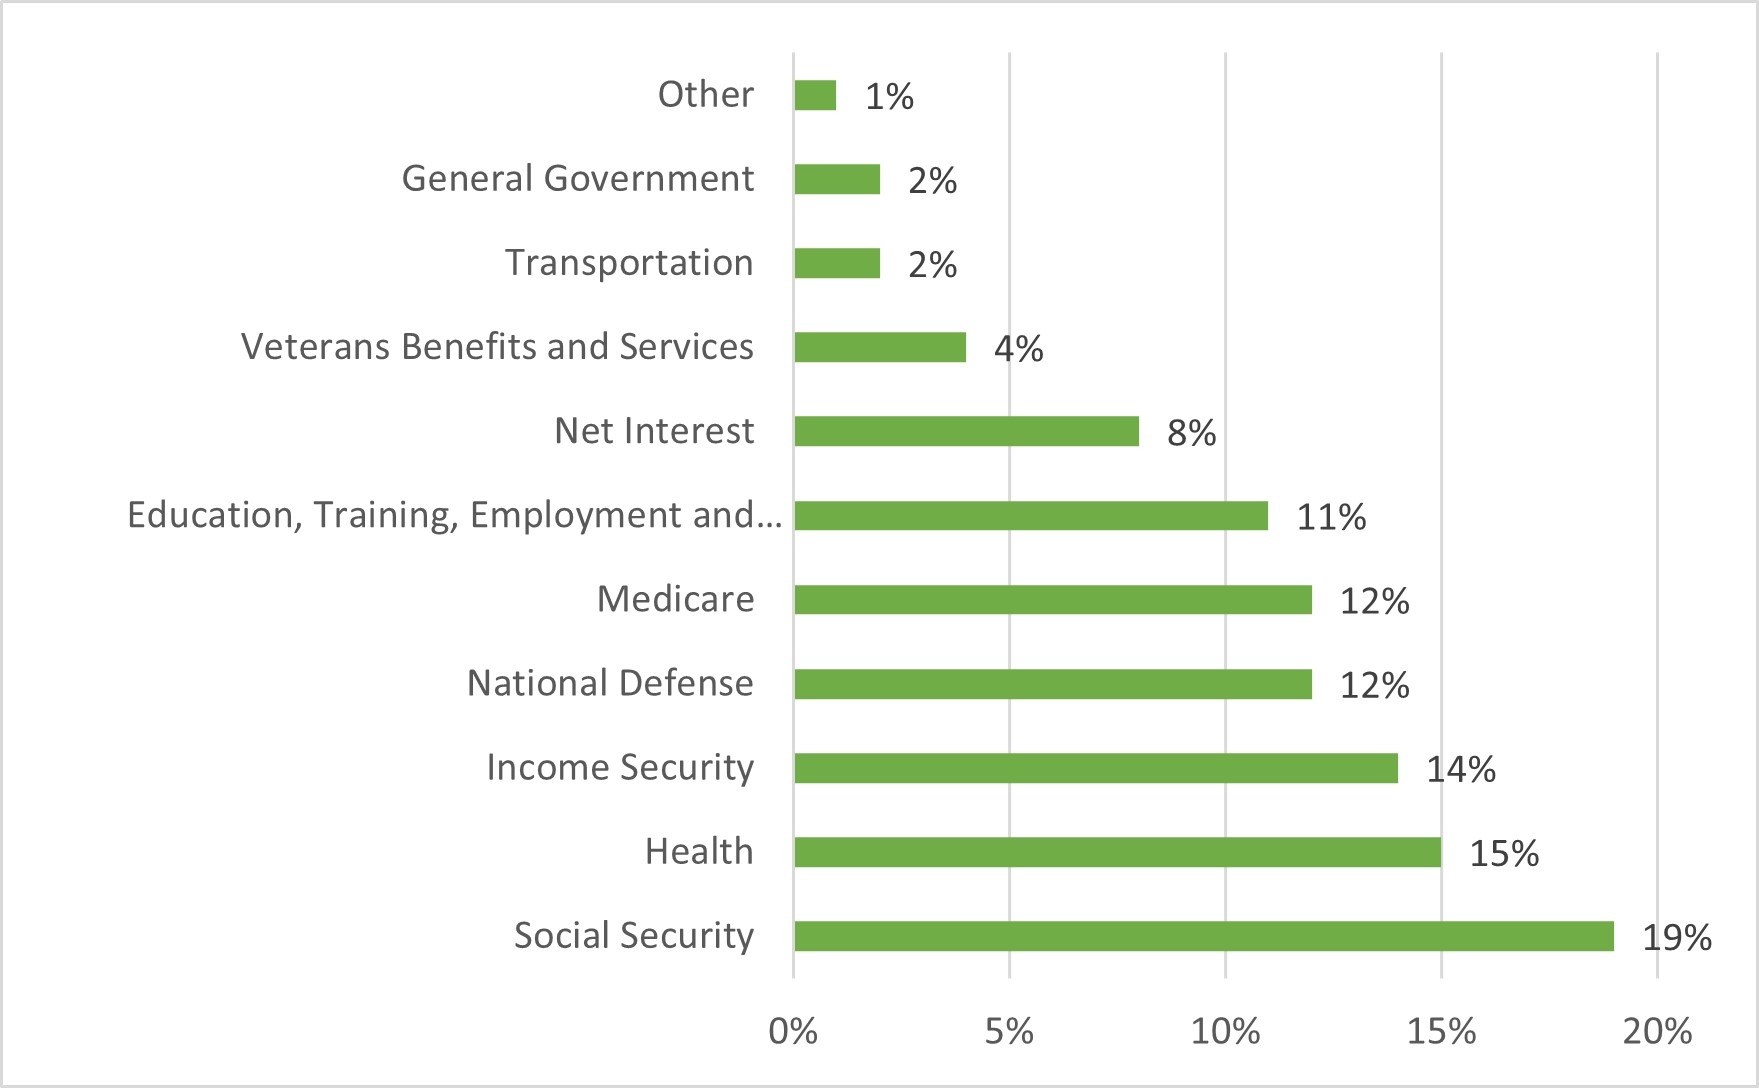 Other 1%
General Government 2%
Transportation 2%
Veterans Benefits and Services 4%
Net Interest 8%
Education, Training, Employment and... 11%
Medicare 12%
National Defense 12%
Income Security 14%
Health 15%
Social Security 19%
0% 5% 10% 15% 20%